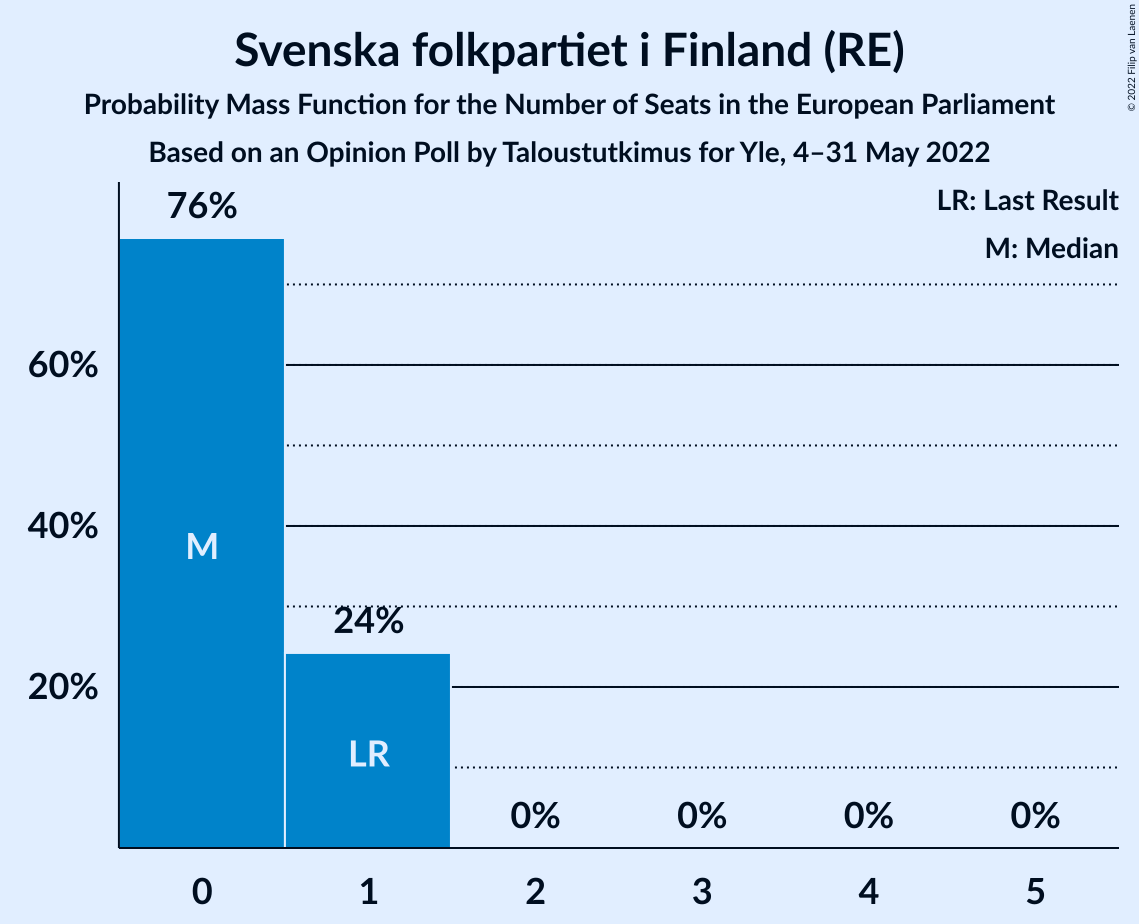 Svenska folkpartiet i Finland (RE)
Probability Mass Function for the Number of Seats in the European Parliament
Based on an Opinion Poll by Taloustutkimus for Yle, 4–31 May 2022
© 2022 Filip van Laenen
LR: Last Result
M: Median
76%
60%
40%
20%
M
24%
LR
0%
0%
0%
0%
0
1
2
3
4
5